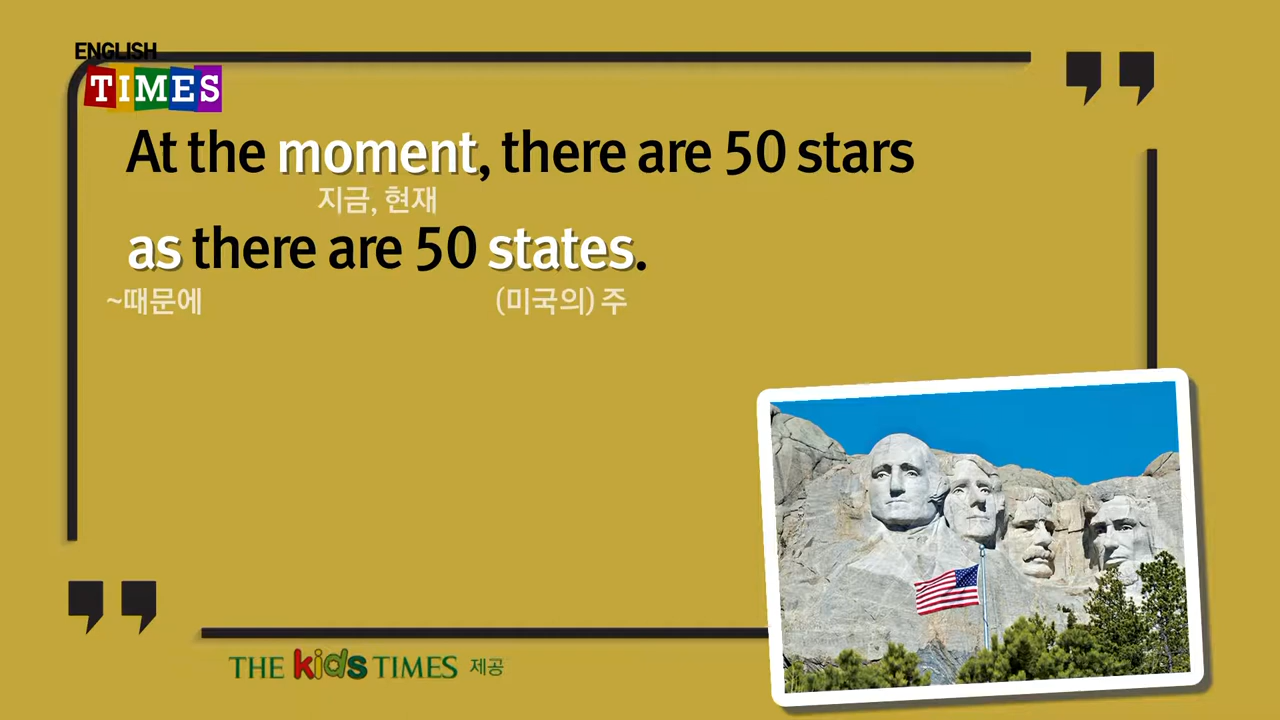 ENGLISH
TIMES
At the moment, there are 50 stars
지금, 현재
as there are 50 states.
~때문에 (미국의) 주
THE kids TIMES 제공